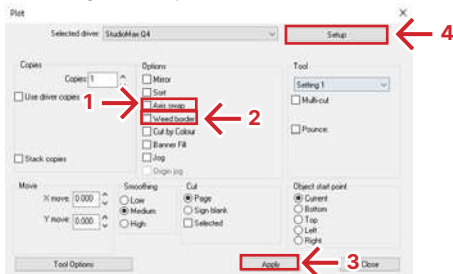 Plot
Selected driver: StudioMax Q4
Setup
4
Copies
Copies: 1
Use driver copies
Stack copies
Options
Mirror
Sort
1
Axis swap
Weed border
2
Cut by Colour
Banner Fill
Jog
Origin jog
Tool
Setting 1
Multi-cut
Pounce
Move
X move: 0.000
Y move: 0.000
Smoothing
Low
Medium
High
Cut
Page
Sign blank
Selected
Object start point
Current
Bottom
Top
Left
Right
Tool Options
Apply
3
Close